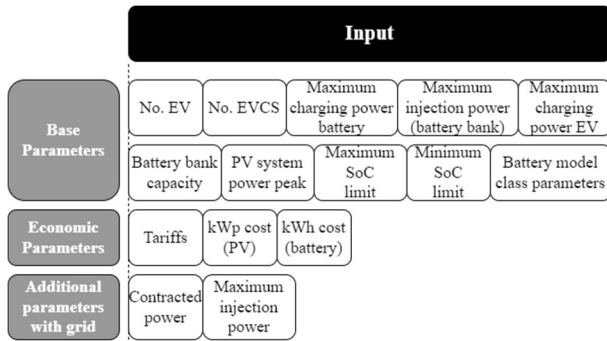 Input
Base
Parameters
No. EV
No. EVCS
Maximum
charging power
battery
Maximum
injection power
(battery bank)
Maximum
charging
power EV
Battery bank
capacity
PV system
power peak
Maximum
SoC
limit
Minimum
SoC
limit
Battery model
class parameters
Economic
Parameters
Tariffs
kWp cost
(PV)
kWh cost
(battery)
Additional
parameters
with grid
Contracted
power
Maximum
injection
power